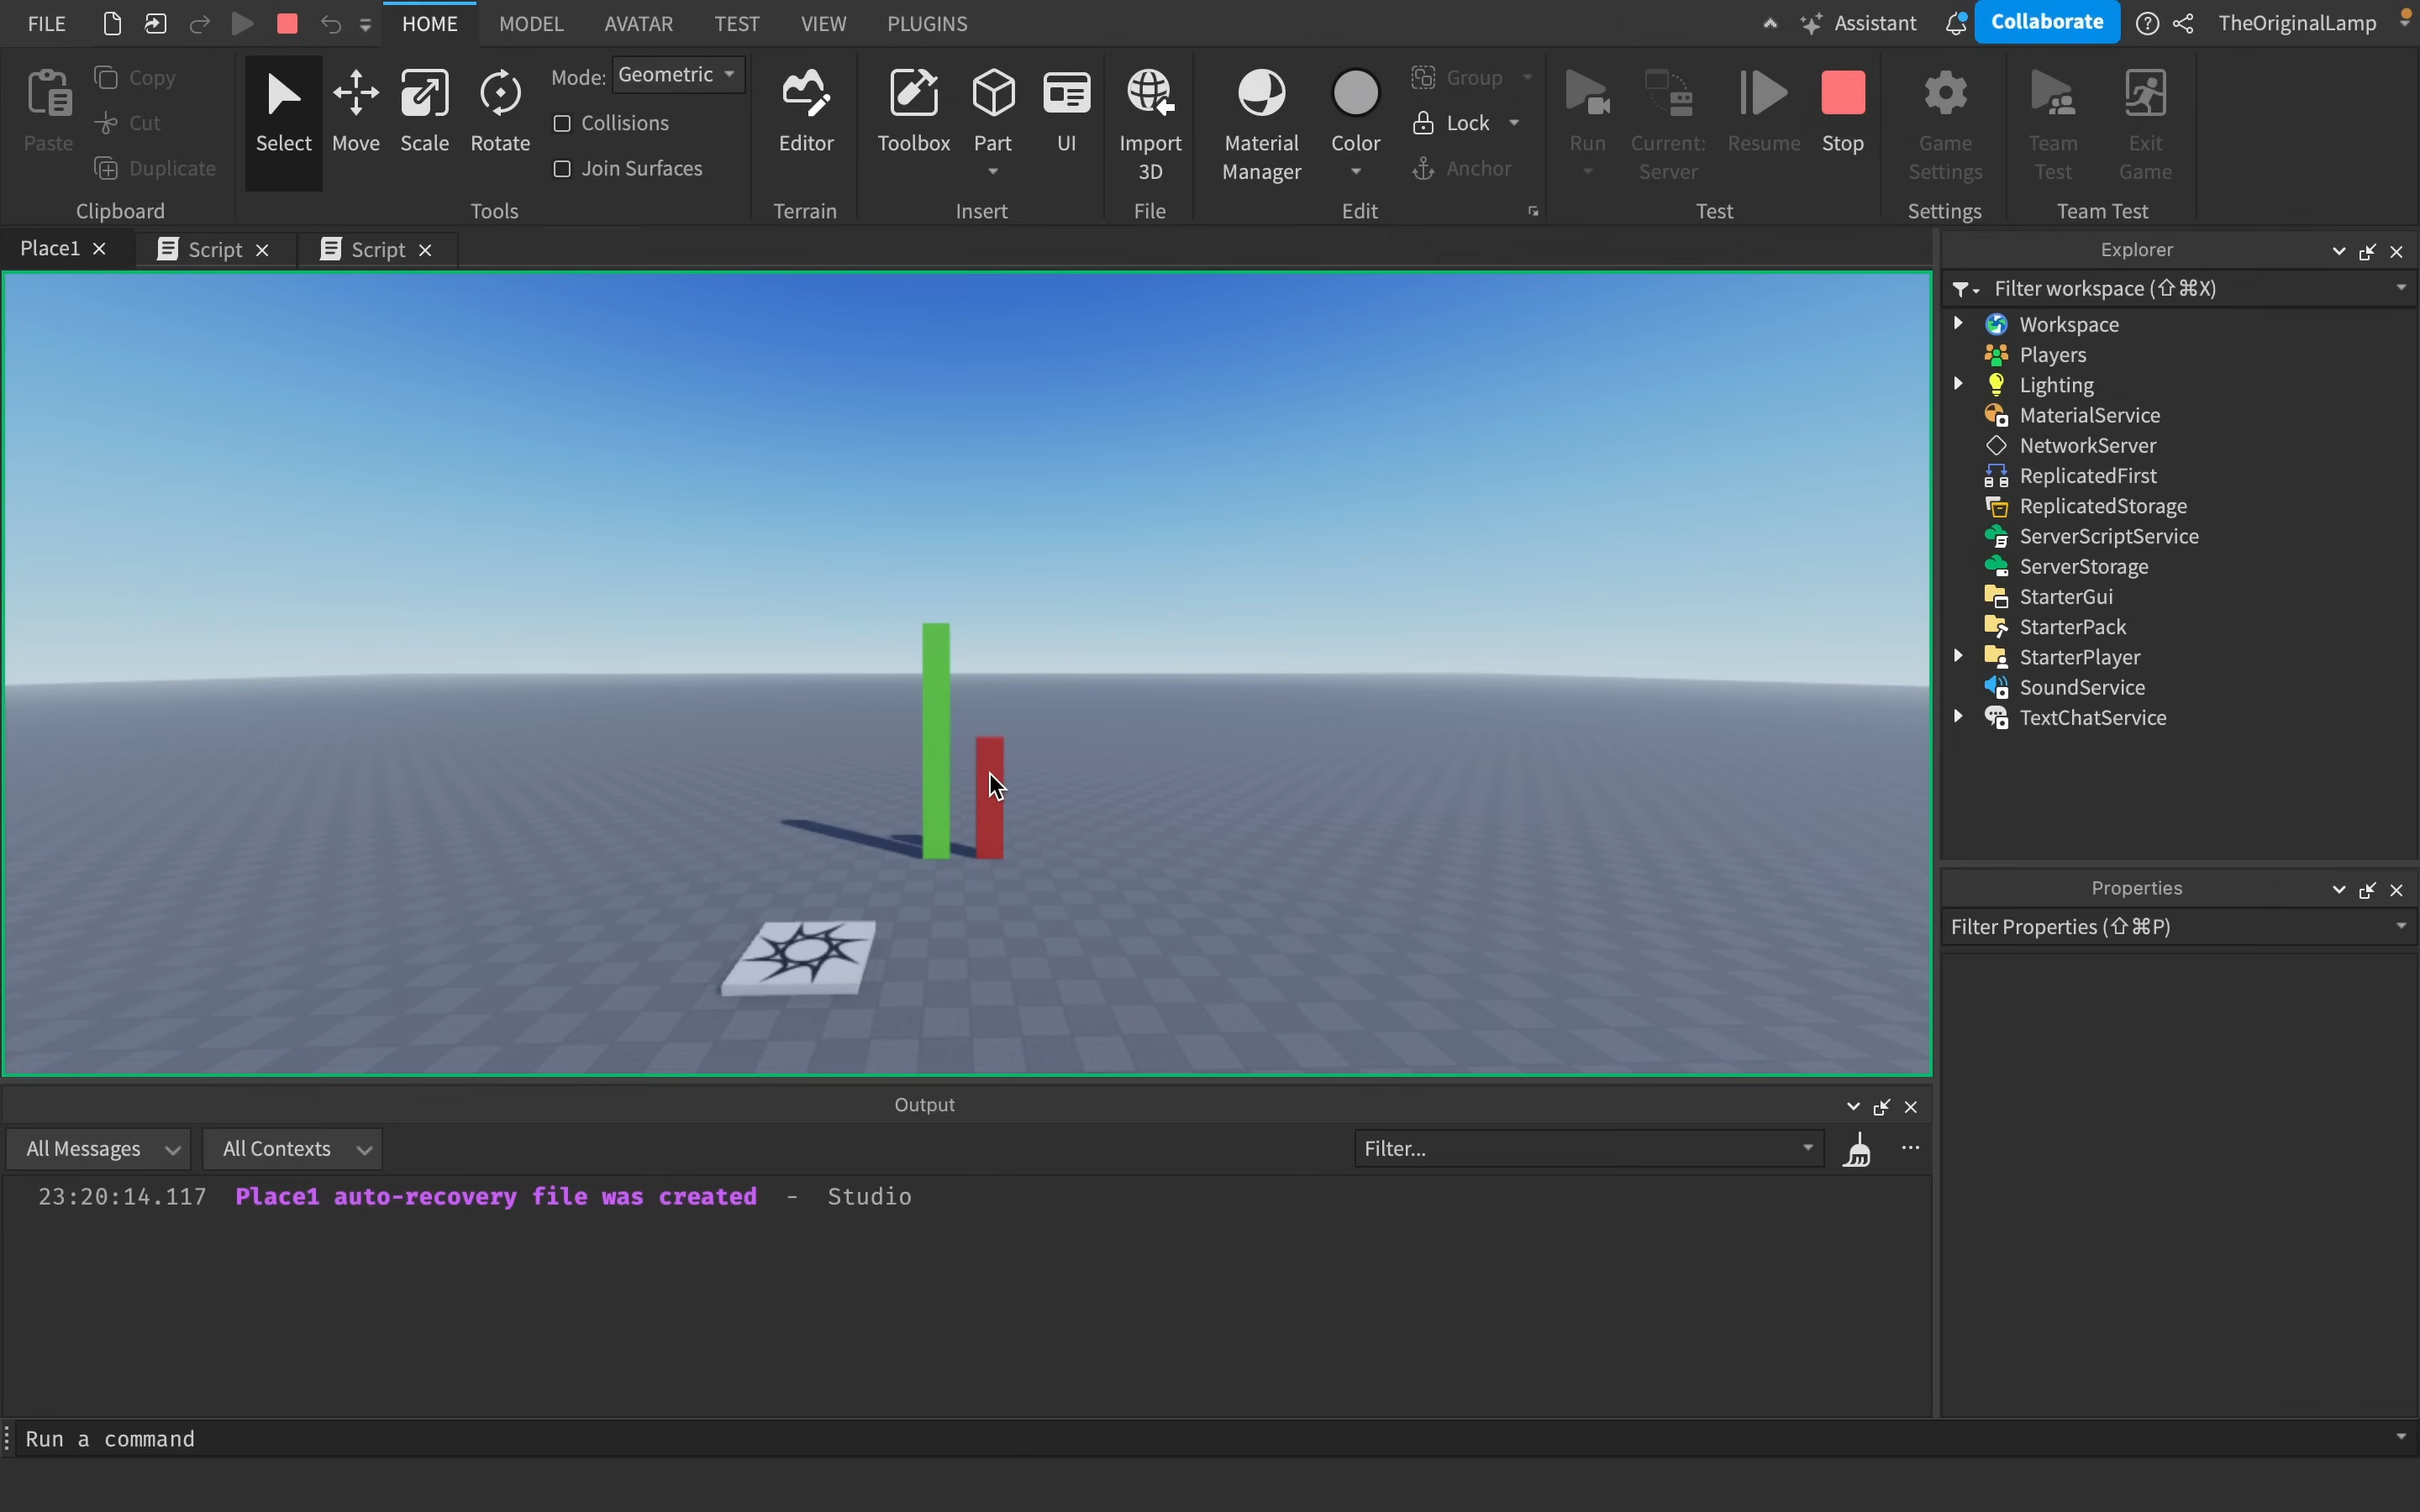 FILE
HOME
MODEL
AVATAR
TEST
VIEW
PLUGINS
Assistant
Collaborate
TheOriginalLamp
Paste
Copy
Cut
Duplicate
Clipboard
Select
Move
Scale
Rotate
Mode: Geometric
Collisions
Join Surfaces
Tools
Editor
Terrain
Toolbox
Part
UI
Insert
Import
3D
File
Material
Manager
Color
Group
Lock
Anchor
Edit
Run
Current:
Server
Resume
Stop
Test
Game
Settings
Settings
Team
Test
Exit
Game
Team Test
Place1
Script
Script
Explorer
Filter workspace (⇧⌘X)
Workspace
Players
Lighting
MaterialService
NetworkServer
ReplicatedFirst
ReplicatedStorage
ServerScriptService
ServerStorage
StarterGui
StarterPack
StarterPlayer
SoundService
TextChatService
Properties
Filter Properties (⇧⌘P)
Output
All Messages
All Contexts
Filter...
23:20:14.117 Place1 auto-recovery file was created - Studio
Run a command